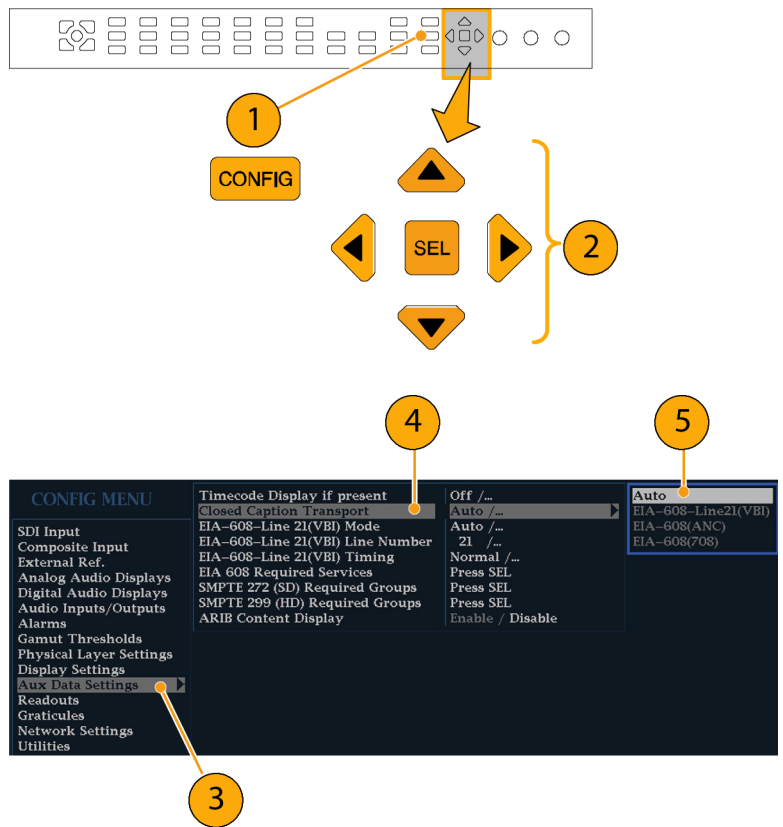 1
CONFIG
SEL
2
4
5
CONFIG MENU
SDI Input
Composite Input
External Ref.
Analog Audio Displays
Digital Audio Displays
Audio Inputs/Outputs
Alarms
Gamut Thresholds
Physical Layer Settings
Display Settings
Aux Data Settings
Readouts
Graticules
Network Settings
Utilities
Timecode Display if present Off /...
Closed Caption Transport Auto /...
EIA-608-Line 21(VBI) Mode Auto /...
EIA-608-Line 21(VBI) Line Number 21 /...
EIA-608-Line 21(VBI) Timing Normal /...
EIA 608 Required Services Press SEL
SMPTE 272 (SD) Required Groups Press SEL
SMPTE 299 (HD) Required Groups Press SEL
ARIB Content Display Enable / Disable
Auto
EIA-608-Line21(VBI)
EIA-608(ANC)
EIA-608(708)
3